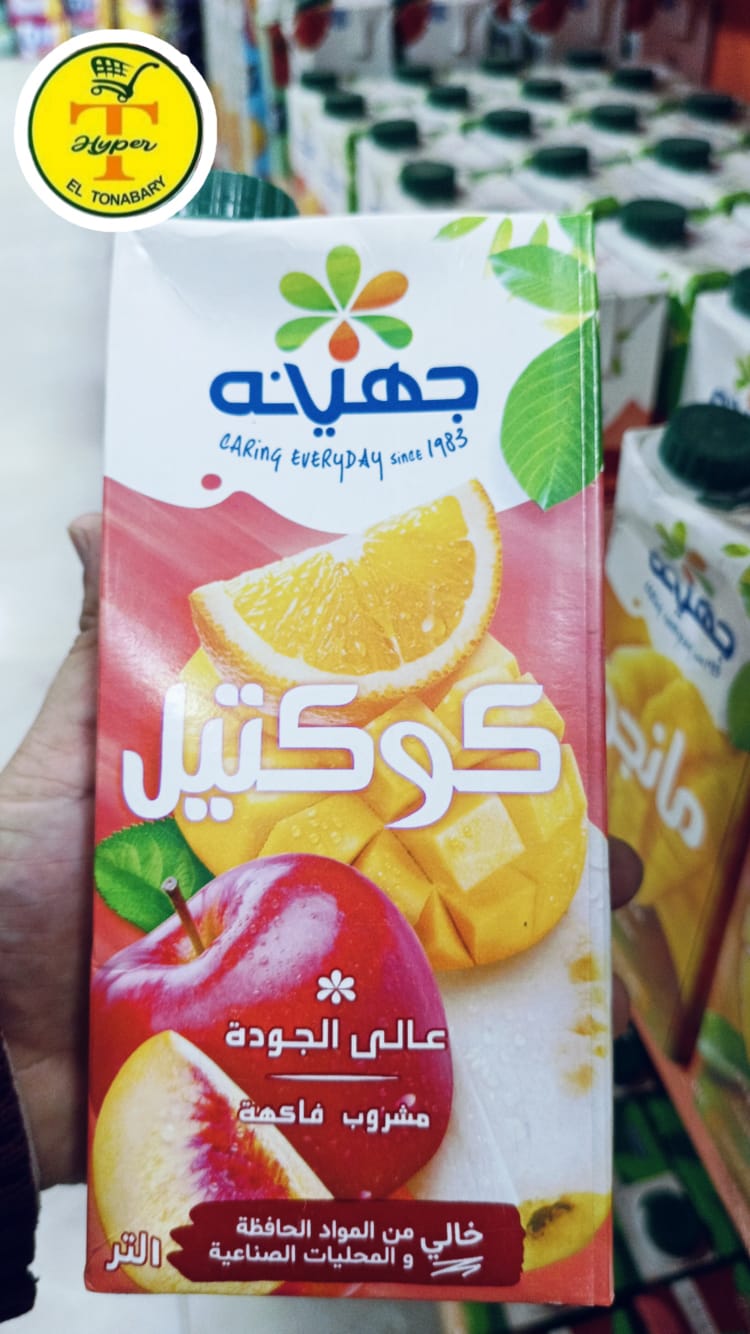 T
Hyper
EL TONABARY
جهينه
CARING EVERYDAY since 1983
كوكتيل
عالى الجودة
مشروب فاكهة
خالي من المواد الحافظة
و المحليات الصناعية
١ لتر
جهينه
مانجو